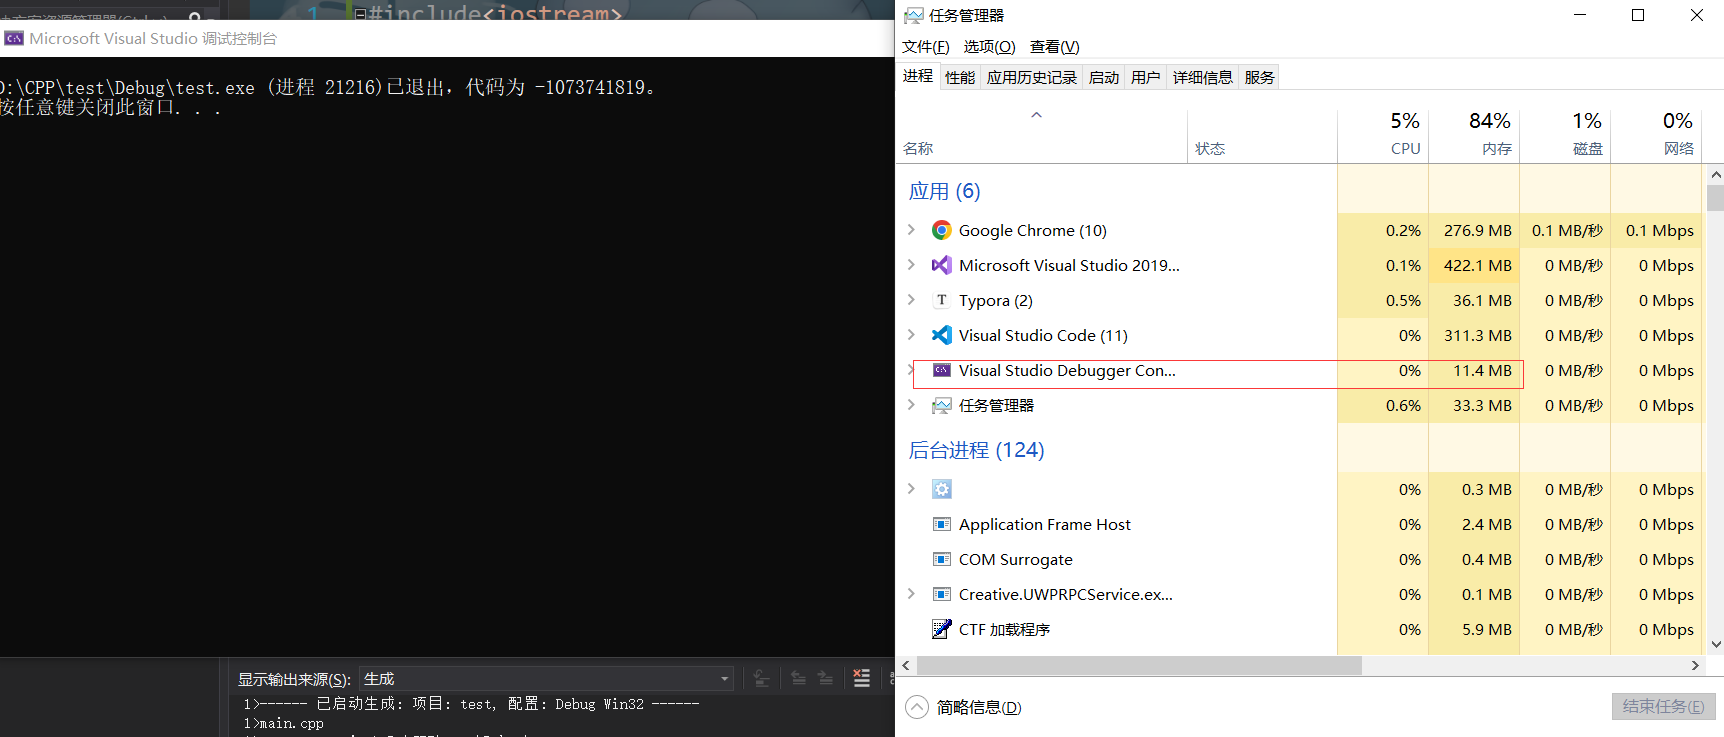 1 #include<iostream>
Microsoft Visual Studio 调试控制台
D:\CPP\test\Debug\test.exe (进程 21216)已退出，代码为 -1073741819。
按任意键关闭此窗口. . .
显示输出来源(S): 生成
1>------ 已启动生成: 项目: test, 配置: Debug Win32 ------
1>main.cpp
任务管理器
文件(F) 选项(O) 查看(V)
进程 性能 应用历史记录 启动 用户 详细信息 服务
5% 84% 1% 0%
名称 状态 CPU 内存 磁盘 网络
应用 (6)
Google Chrome (10) 0.2% 276.9 MB 0.1 MB/秒 0.1 Mbps
Microsoft Visual Studio 2019... 0.1% 422.1 MB 0 MB/秒 0 Mbps
Typora (2) 0.5% 36.1 MB 0 MB/秒 0 Mbps
Visual Studio Code (11) 0% 311.3 MB 0 MB/秒 0 Mbps
Visual Studio Debugger Con... 0% 11.4 MB 0 MB/秒 0 Mbps
任务管理器 0.6% 33.3 MB 0 MB/秒 0 Mbps
后台进程 (124)
0% 0.3 MB 0 MB/秒 0 Mbps
Application Frame Host 0% 2.4 MB 0 MB/秒 0 Mbps
COM Surrogate 0% 0.4 MB 0 MB/秒 0 Mbps
Creative.UWPRPCService.ex... 0% 0.1 MB 0 MB/秒 0 Mbps
CTF 加载程序 0% 5.9 MB 0 MB/秒 0 Mbps
简略信息(D)
结束任务(E)